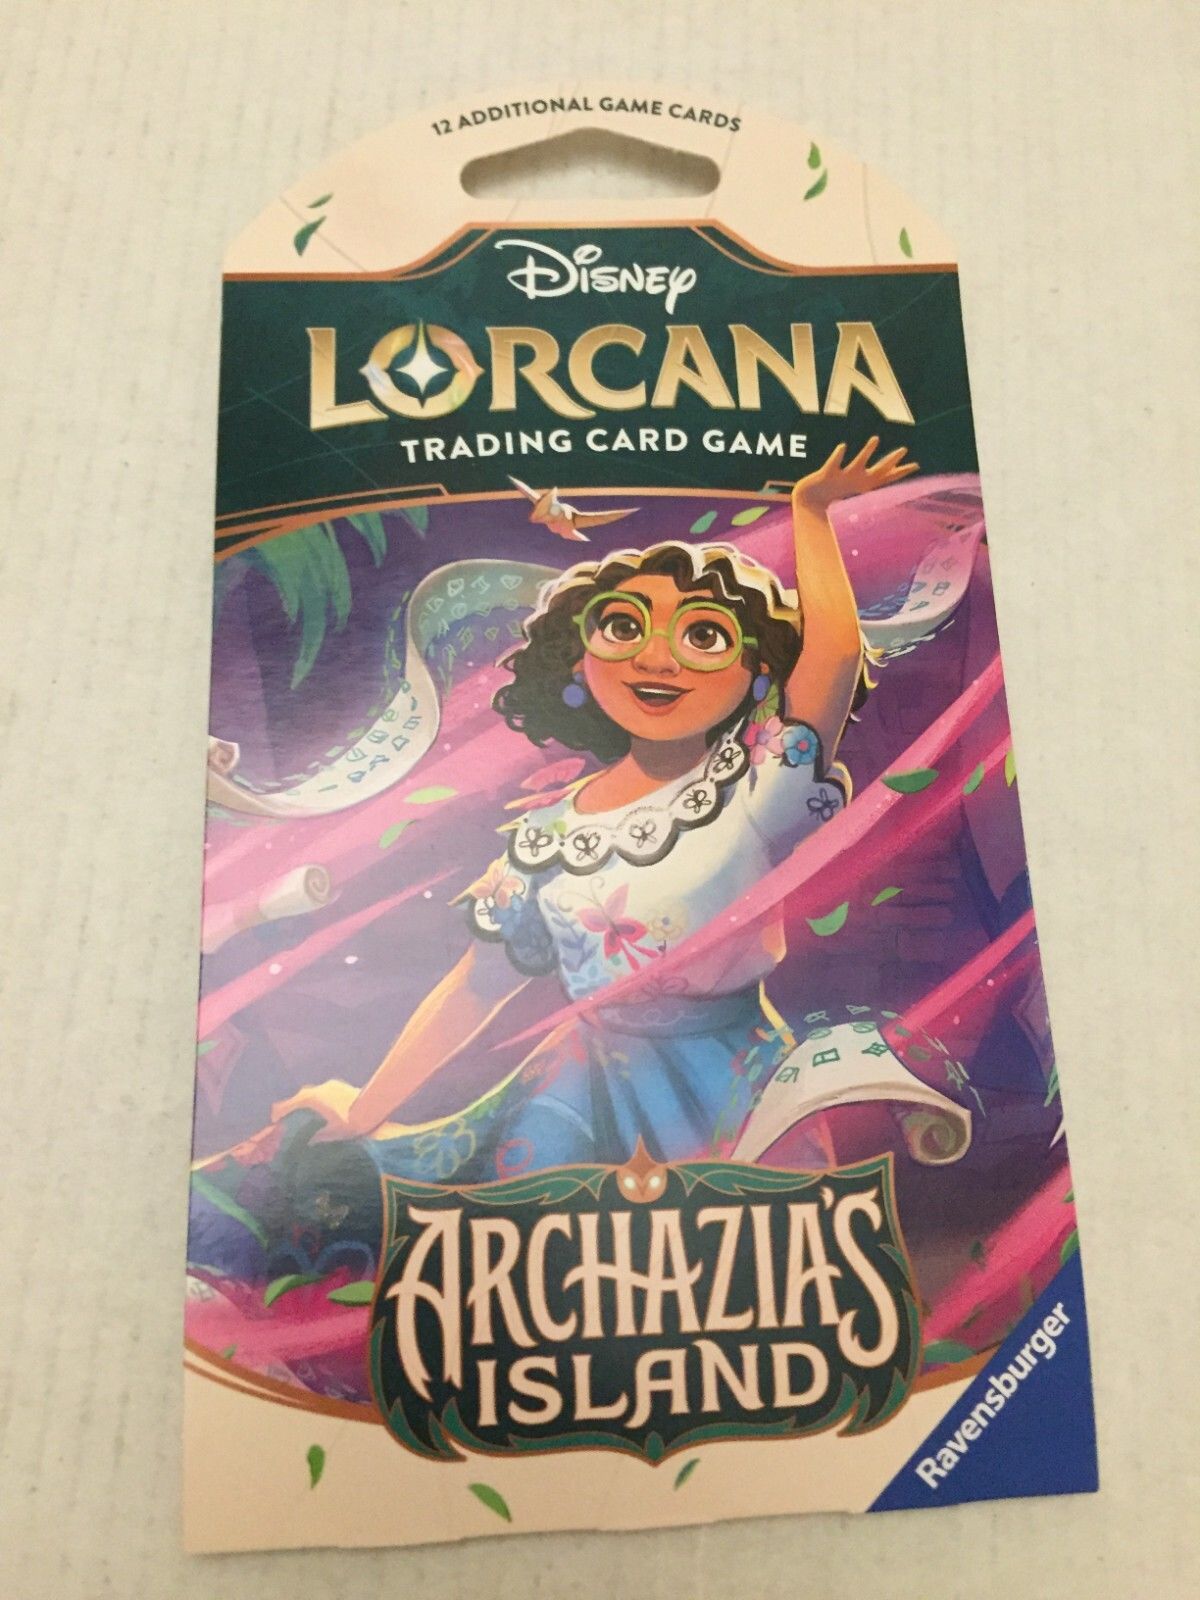 12 ADDITIONAL GAME CARDS
Disney
LORCANA
TRADING CARD GAME
ARCHAZIA'S
ISLAND
Ravensburger